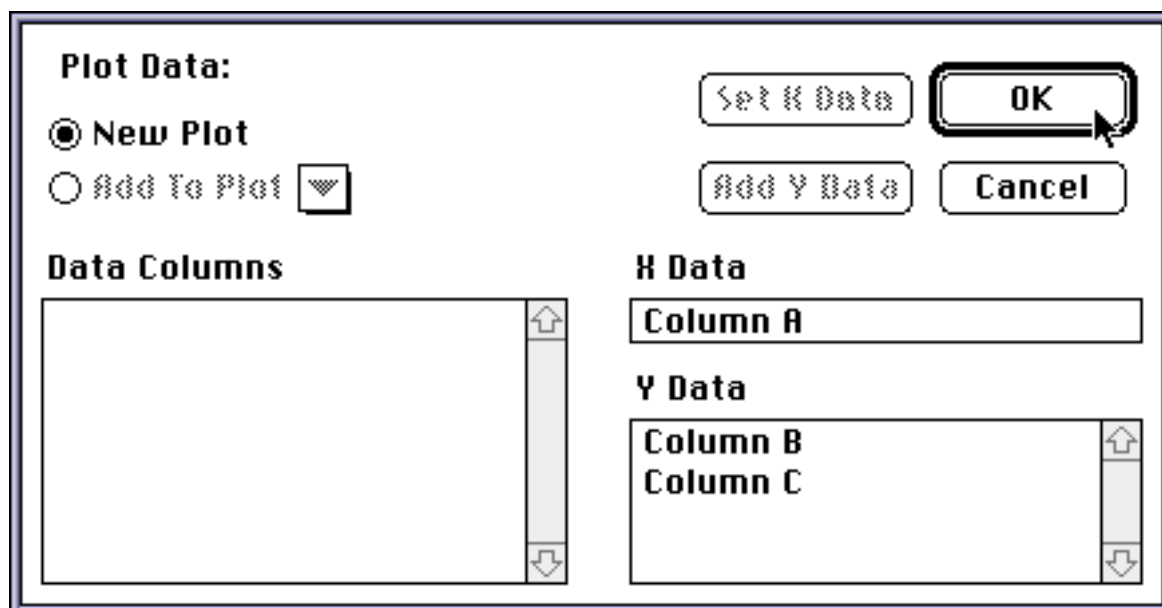 Plot Data:
New Plot
Add To Plot
Set X Data
OK
Add Y Data
Cancel
Data Columns
X Data
Column A
Y Data
Column B
Column C